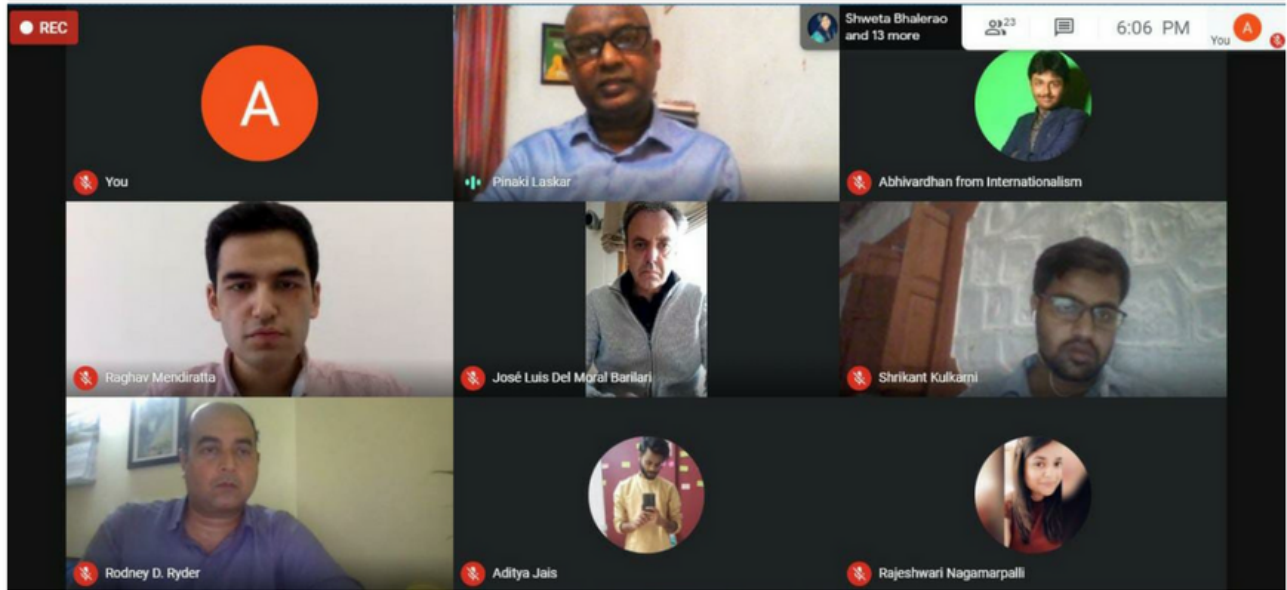 REC
Shweta Bhalerao
and 13 more
23
6:06 PM
You
A
A
You
Pinaki Laskar
Abhivardhan from Internationalism
Raghav Mendiratta
José Luis Del Moral Barilari
Shrikant Kulkarni
Rodney D. Ryder
Aditya Jais
Rajeshwari Nagamarpalli